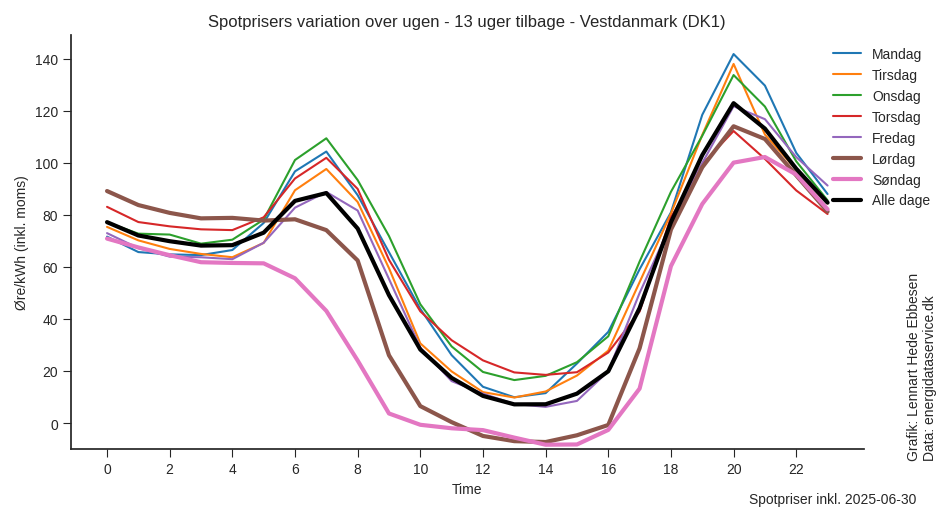 Spotprisers variation over ugen - 13 uger tilbage - Vestdanmark (DK1)
Øre/kWh (inkl. moms)
140
120
100
80
60
40
20
0
0 2 4 6 8 10 12 14 16 18 20 22
Time
Mandag
Tirsdag
Onsdag
Torsdag
Fredag
Lørdag
Søndag
Alle dage
Grafik: Lennart Hede Ebbesen
Data: energidataservice.dk
Spotpriser inkl. 2025-06-30